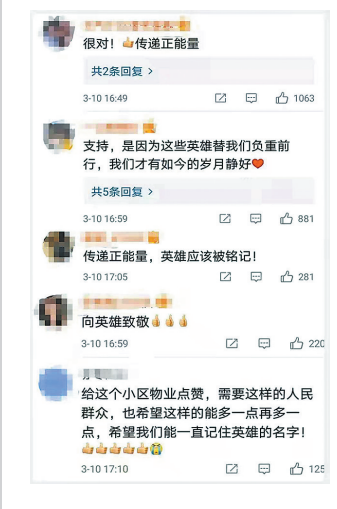 很对！👍传递正能量
共2条回复 >
3-10 16:49
1063
支持，是因为这些英雄替我们负重前
行，我们才有如今的岁月静好❤️
共5条回复 >
3-10 16:59
881
传递正能量，英雄应该被铭记！
3-10 17:05
281
向英雄致敬👍👍👍
3-10 16:59
220
给这个小区物业点赞，需要这样的人民
群众，也希望这样的能多一点再多一
点，希望我们能一直记住英雄的名字！
👍👍👍👍👍😭
3-10 17:10
125